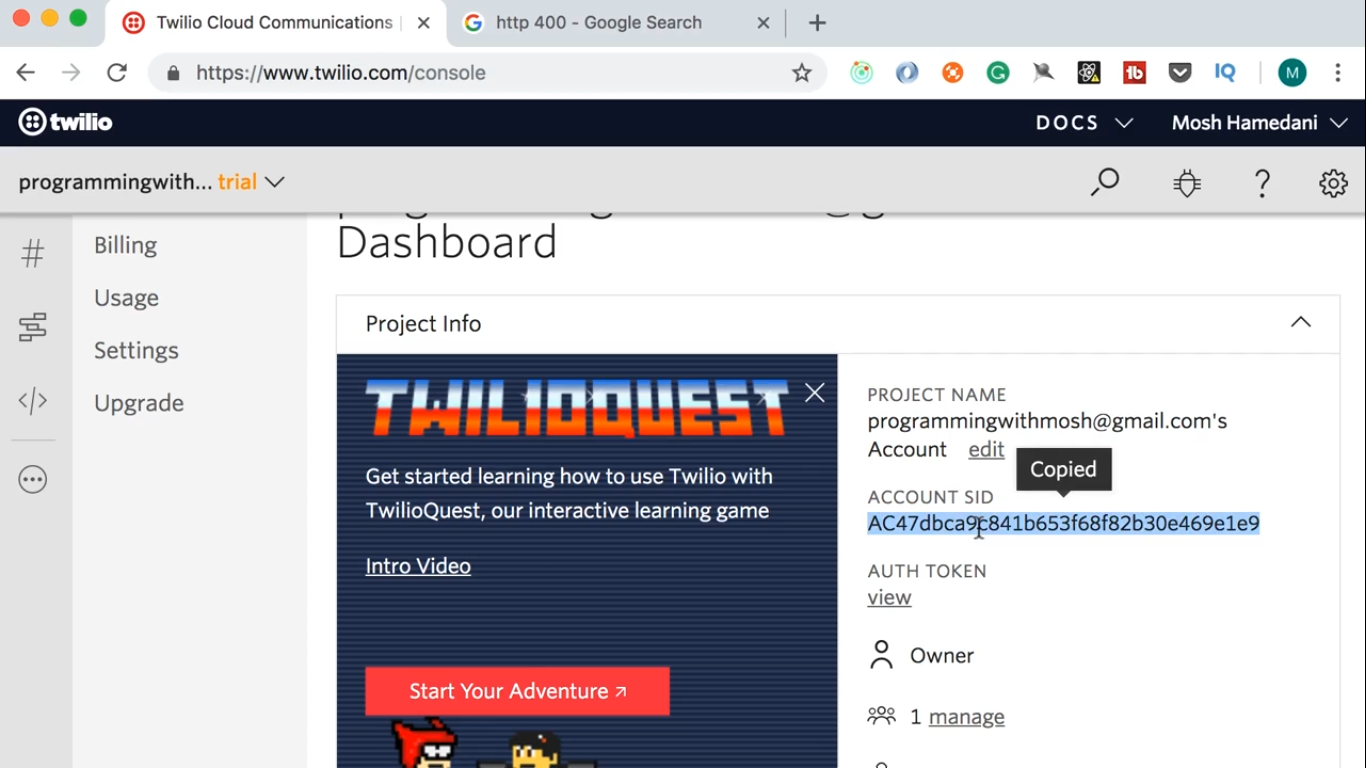 Twilio Cloud Communications
http 400 - Google Search
https://www.twilio.com/console
M
twilio
DOCS
Mosh Hamedani
programmingwith... trial
Dashboard
Billing
Usage
Settings
Upgrade
Project Info
TWILIOQUEST
Get started learning how to use Twilio with
TwilioQuest, our interactive learning game
Intro Video
Start Your Adventure
PROJECT NAME
programmingwithmosh@gmail.com's
Account edit
Copied
ACCOUNT SID
AC47dbca9c841b653f68f82b30e469e1e9
AUTH TOKEN
view
Owner
1 manage